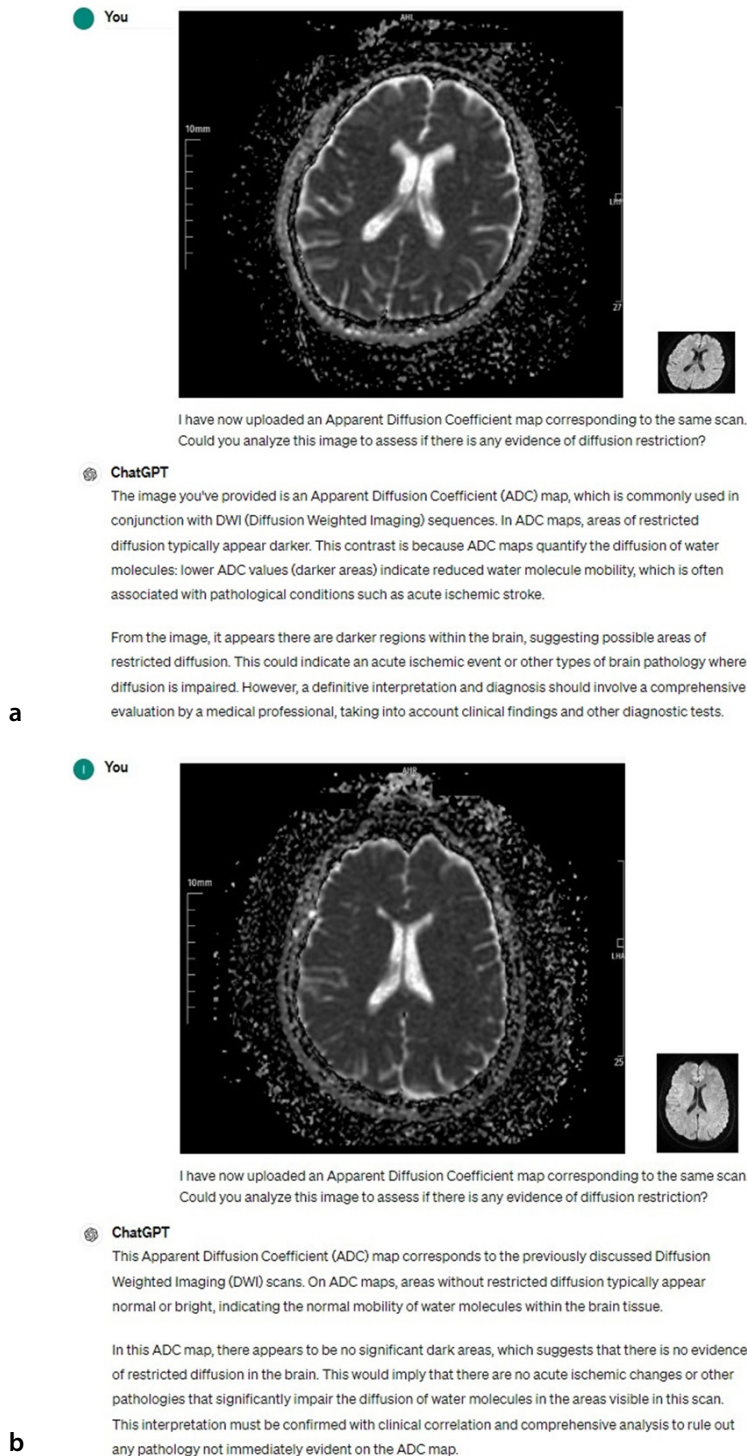 You
AHL
10mm
27
I have now uploaded an Apparent Diffusion Coefficient map corresponding to the same scan.
Could you analyze this image to assess if there is any evidence of diffusion restriction?
ChatGPT
The image you've provided is an Apparent Diffusion Coefficient (ADC) map, which is commonly used in
conjunction with DWI (Diffusion Weighted Imaging) sequences. In ADC maps, areas of restricted
diffusion typically appear darker. This contrast is because ADC maps quantify the diffusion of water
molecules: lower ADC values (darker areas) indicate reduced water molecule mobility, which is often
associated with pathological conditions such as acute ischemic stroke.
From the image, it appears there are darker regions within the brain, suggesting possible areas of
restricted diffusion. This could indicate an acute ischemic event or other types of brain pathology where
diffusion is impaired. However, a definitive interpretation and diagnosis should involve a comprehensive
evaluation by a medical professional, taking into account clinical findings and other diagnostic tests.
a
I
You
AHR
10mm
LHA
25
I have now uploaded an Apparent Diffusion Coefficient map corresponding to the same scan
Could you analyze this image to assess if there is any evidence of diffusion restriction?
ChatGPT
This Apparent Diffusion Coefficient (ADC) map corresponds to the previously discussed Diffusion
Weighted Imaging (DWI) scans. On ADC maps, areas without restricted diffusion typically appear
normal or bright, indicating the normal mobility of water molecules within the brain tissue.
In this ADC map, there appears to be no significant dark areas, which suggests that there is no evidence
of restricted diffusion in the brain. This would imply that there are no acute ischemic changes or other
pathologies that significantly impair the diffusion of water molecules in the areas visible in this scan.
This interpretation must be confirmed with clinical correlation and comprehensive analysis to rule out
any pathology not immediately evident on the ADC map.
b